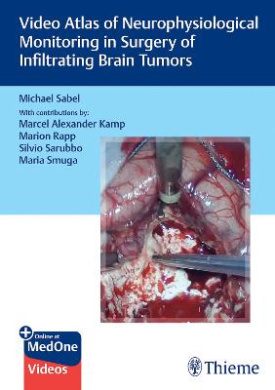 Video Atlas of Neurophysiological
Monitoring in Surgery of
Infiltrating Brain Tumors
Michael Sabel
With contributions by:
Marcel Alexander Kamp
Marion Rapp
Silvio Sarubbo
Maria Smuga
Online at
MedOne
Videos
Thieme